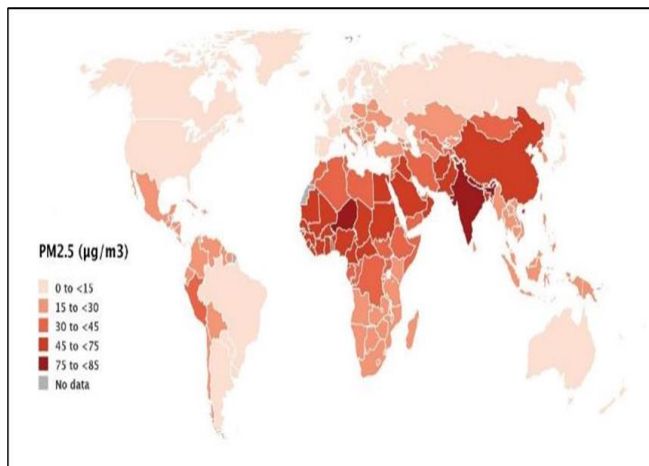 PM2.5 (µg/m3)
0 to <15
15 to <30
30 to <45
45 to <75
75 to <85
No data